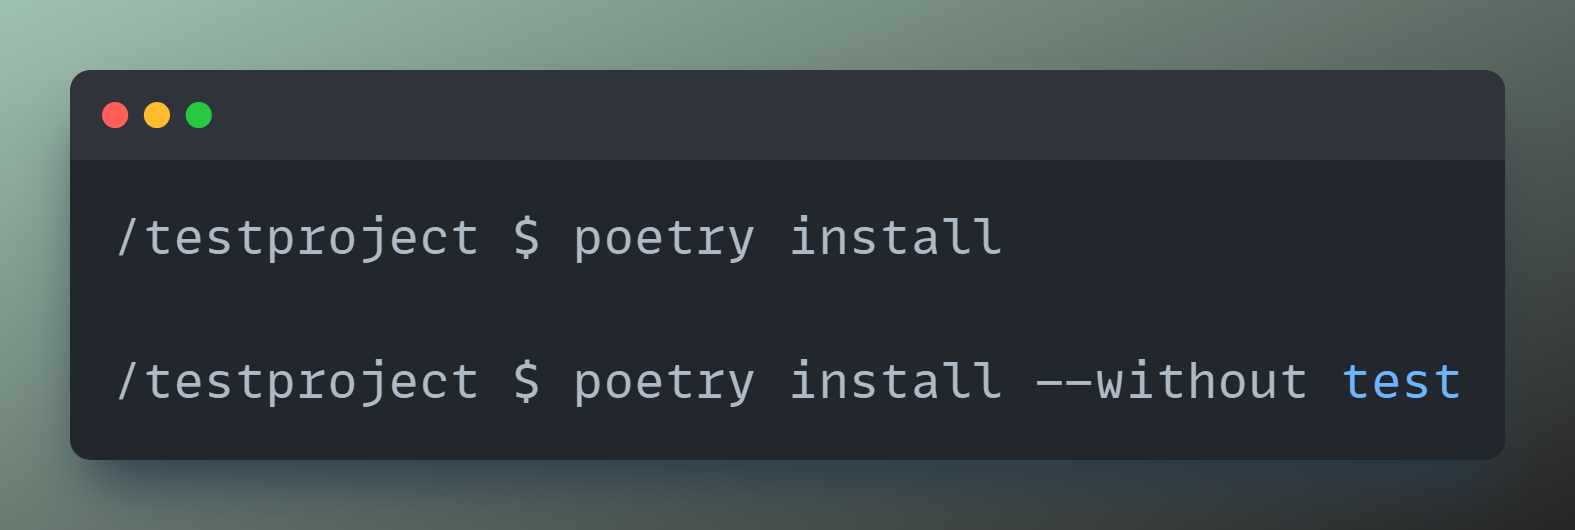 /testproject $ poetry install
/testproject $ poetry install --without test